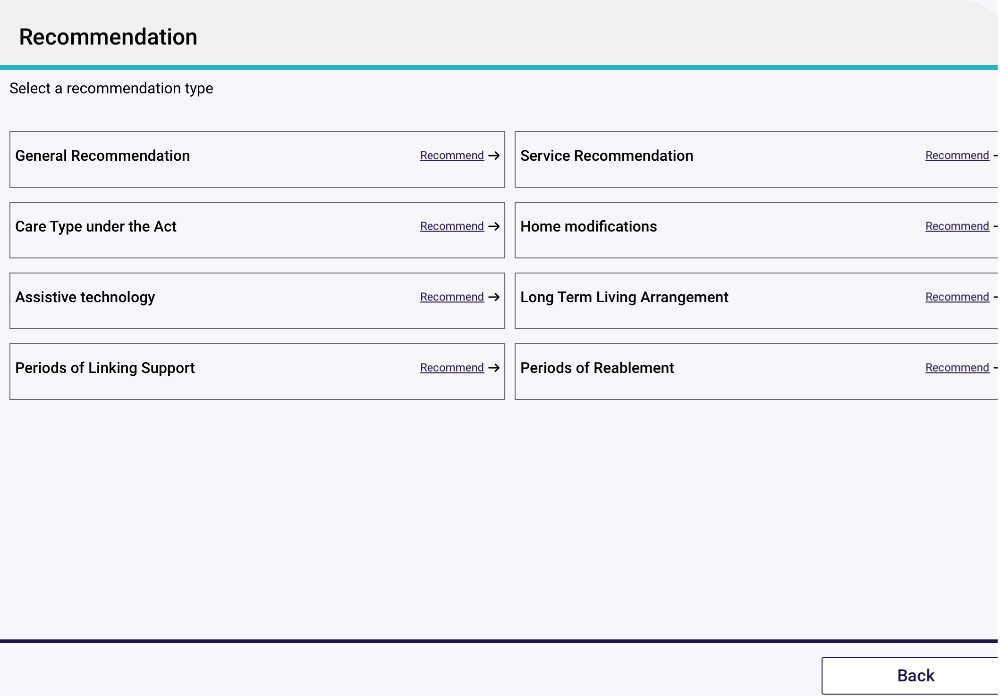 Recommendation
Select a recommendation type
General Recommendation Recommend →
Service Recommendation Recommend
Care Type under the Act Recommend →
Home modifications Recommend
Assistive technology Recommend →
Long Term Living Arrangement Recommend
Periods of Linking Support Recommend →
Periods of Reablement Recommend
Back